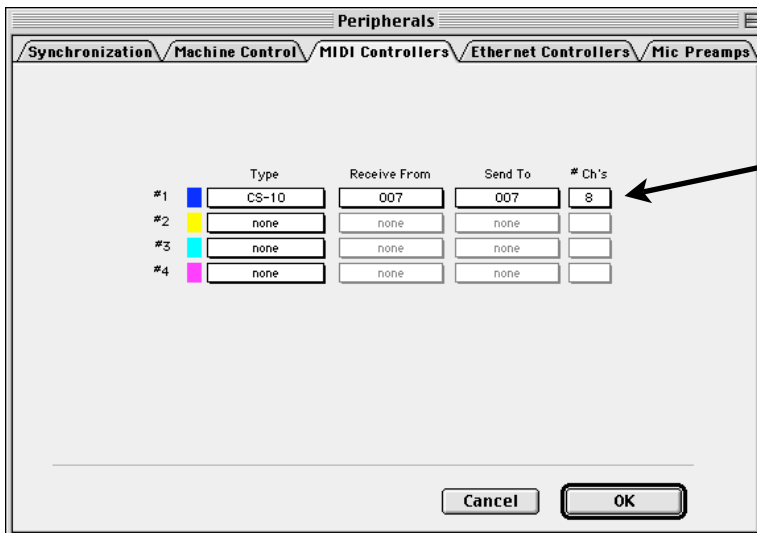 Peripherals
Synchronization Machine Control MIDI Controllers Ethernet Controllers Mic Preamps
Type Receive From Send To # Ch's
#1 CS-10 007 007 8
#2 none none none
#3 none none none
#4 none none none
Cancel OK